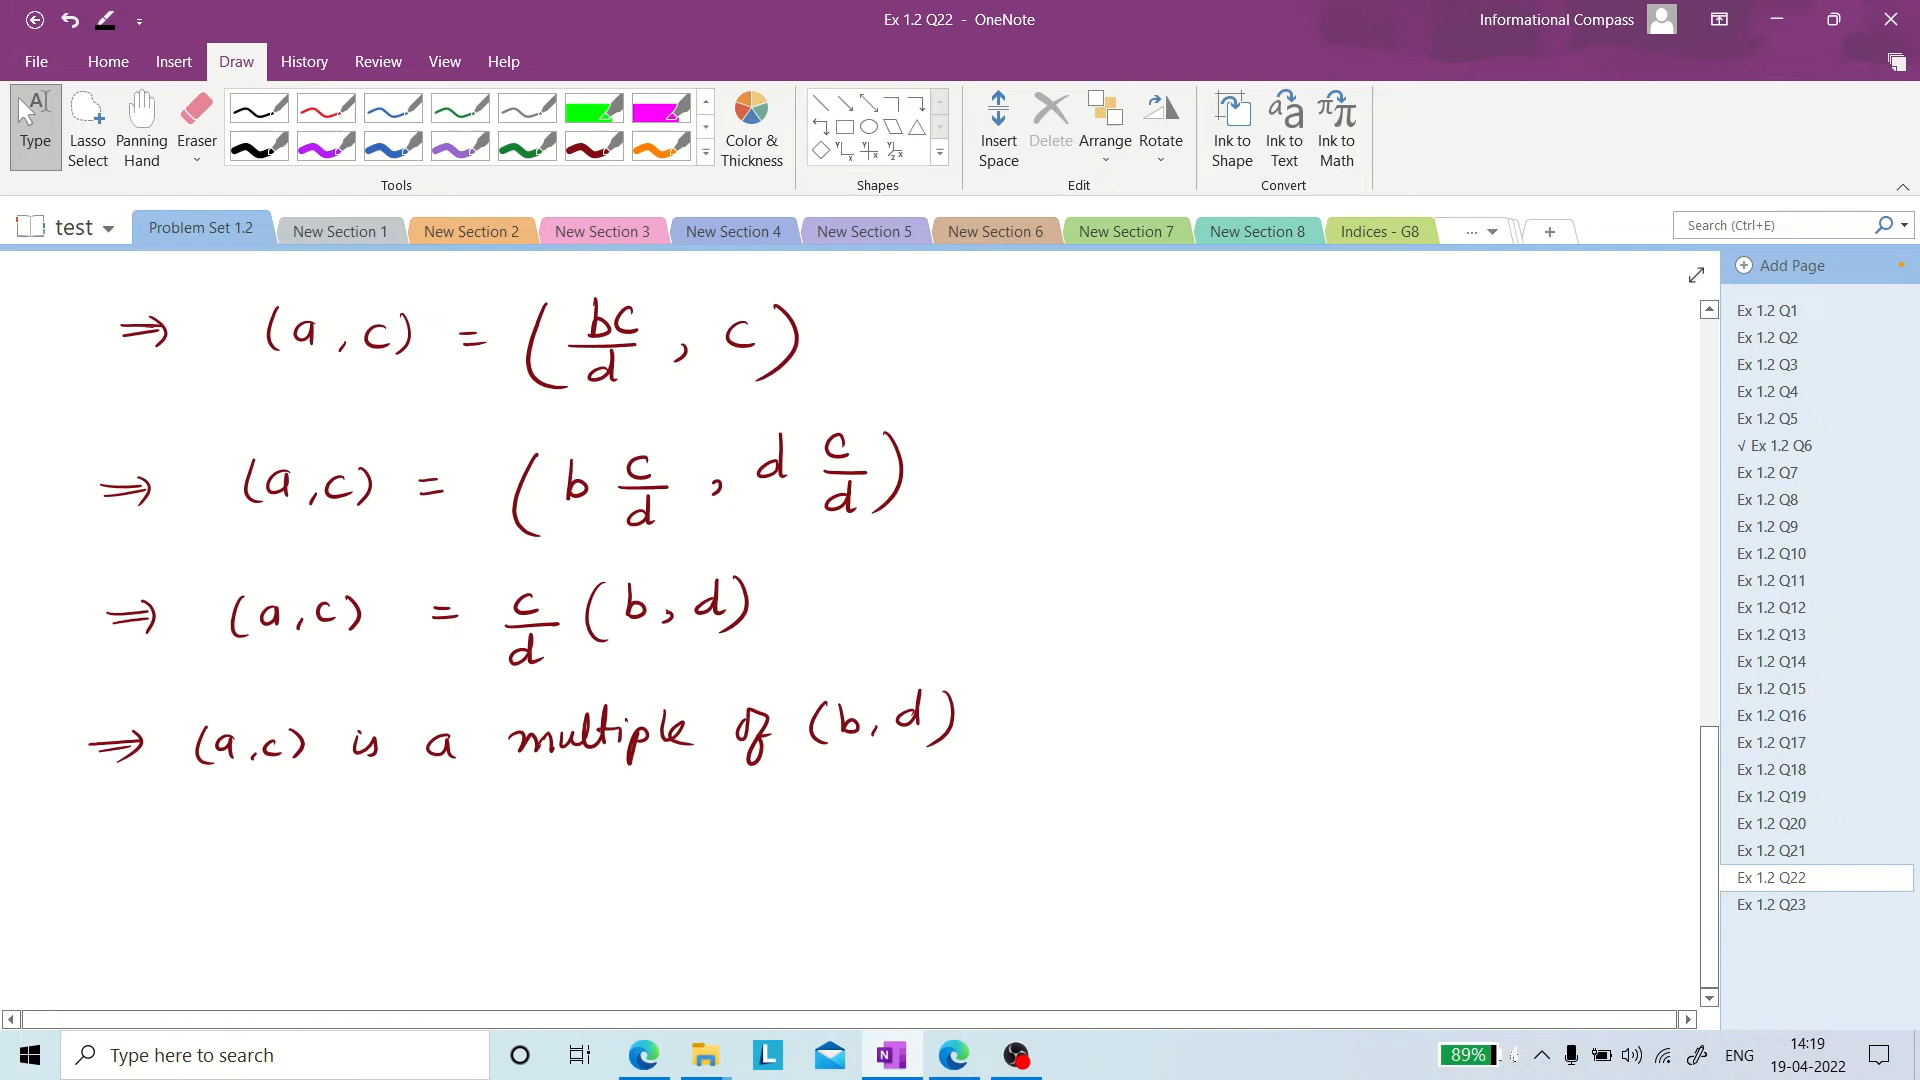 Ex 1.2 Q22 - OneNote
Informational Compass
File Home Insert Draw History Review View Help
Type
Lasso Select
Panning Hand
Eraser
Color & Thickness
Insert Space
Delete
Arrange
Rotate
Ink to Shape
Ink to Text
Ink to Math
Tools
Shapes
Edit
Convert
test
Problem Set 1.2
New Section 1
New Section 2
New Section 3
New Section 4
New Section 5
New Section 6
New Section 7
New Section 8
Indices - G8
...
+
Search (Ctrl+E)
⇒ (a, c) = (bc/d, c)
⇒ (a, c) = (b c/d, d c/d)
⇒ (a, c) = c/d (b, d)
⇒ (a, c) is a multiple of (b, d)
Add Page
Ex 1.2 Q1
Ex 1.2 Q2
Ex 1.2 Q3
Ex 1.2 Q4
Ex 1.2 Q5
√ Ex 1.2 Q6
Ex 1.2 Q7
Ex 1.2 Q8
Ex 1.2 Q9
Ex 1.2 Q10
Ex 1.2 Q11
Ex 1.2 Q12
Ex 1.2 Q13
Ex 1.2 Q14
Ex 1.2 Q15
Ex 1.2 Q16
Ex 1.2 Q17
Ex 1.2 Q18
Ex 1.2 Q19
Ex 1.2 Q20
Ex 1.2 Q21
Ex 1.2 Q22
Ex 1.2 Q23
Type here to search
89%
ENG
14:19
19-04-2022